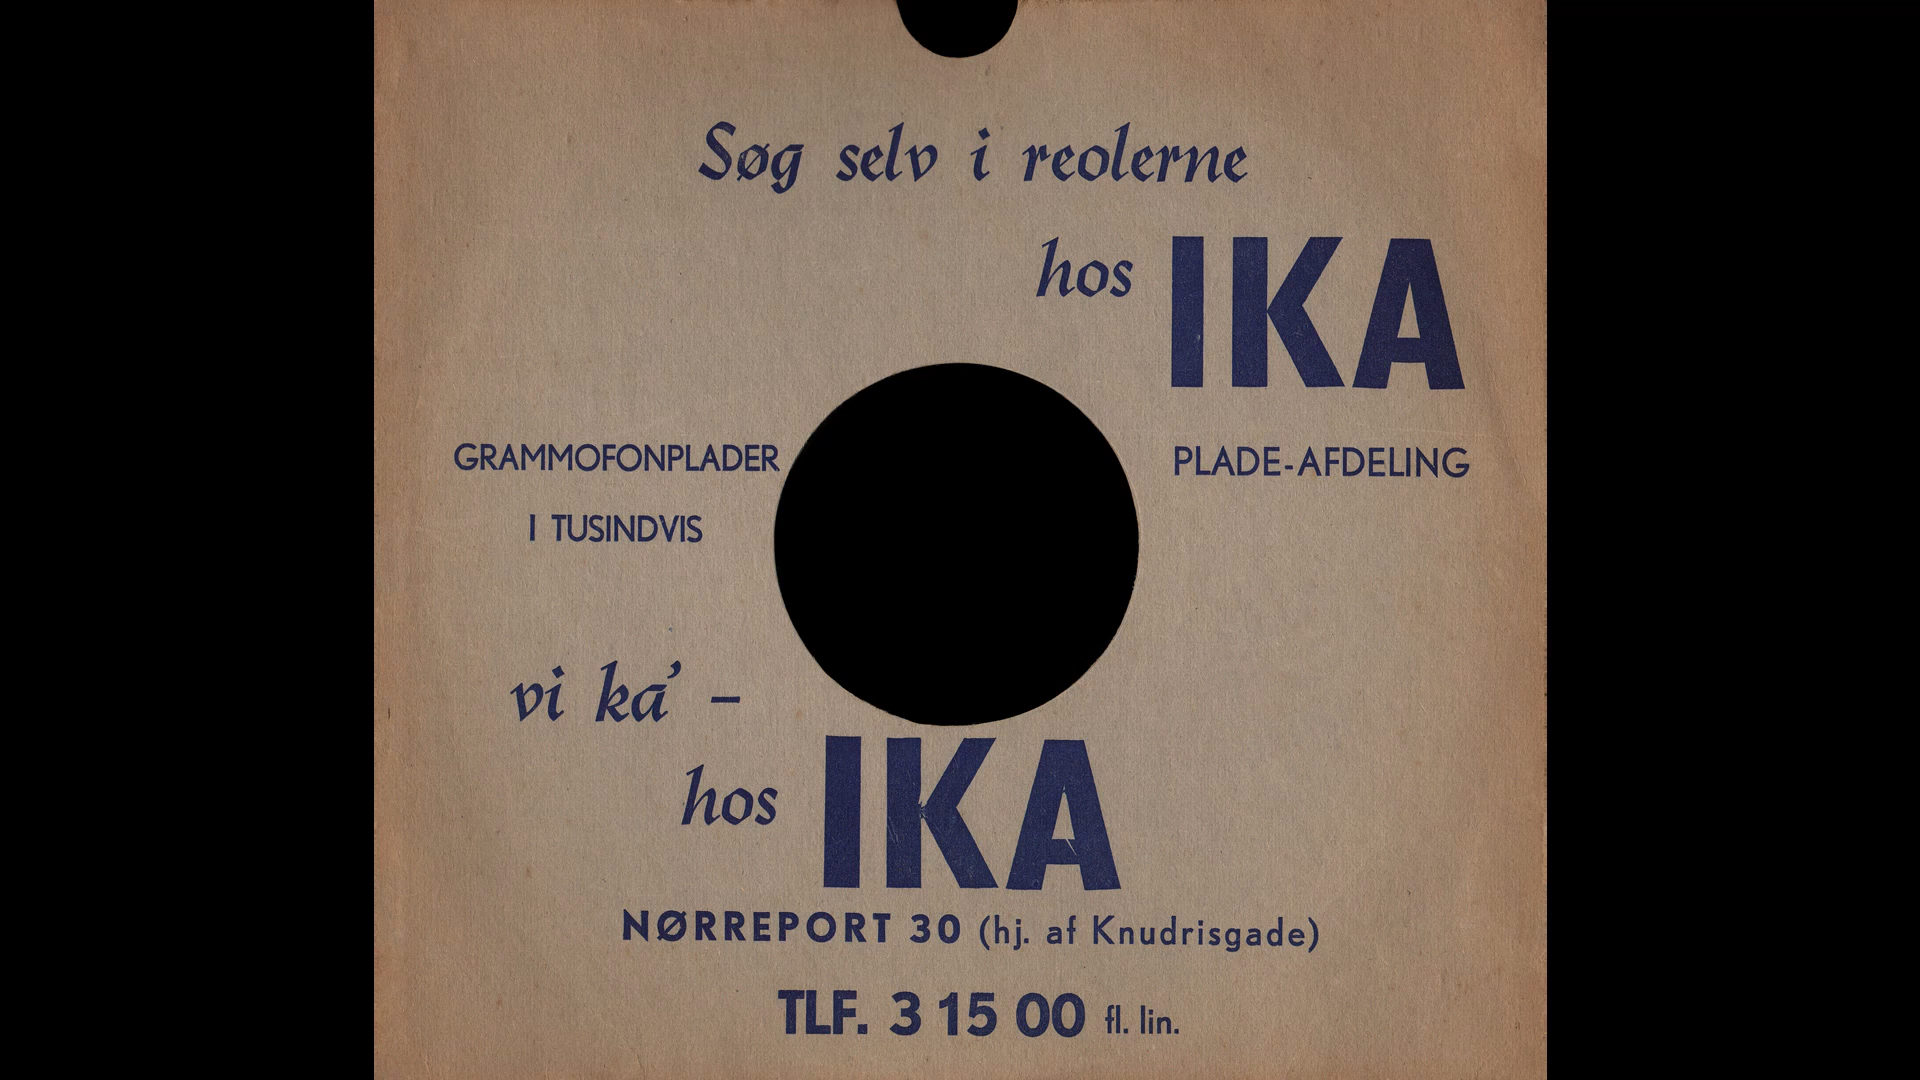 Søg selv i reolerne
hos IKA
GRAMMOFONPLADER
I TUSINDVIS
PLADE-AFDELING
vi ka' –
hos IKA
NØRREPORT 30 (hj. af Knudrisgade)
TLF. 3 15 00 fl. lin.